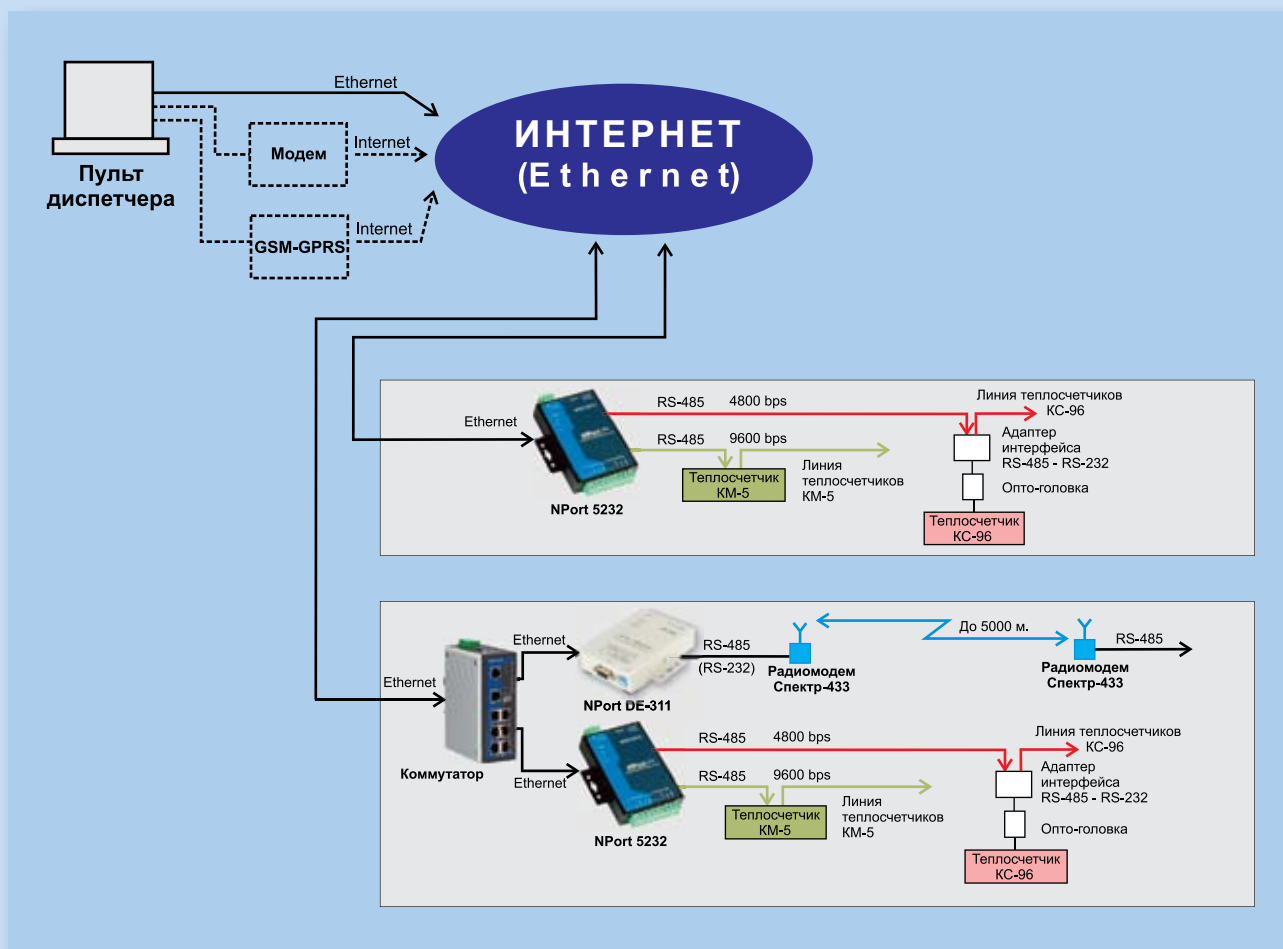 Ethernet
Модем
Internet
GSM-GPRS
Internet
Пульт
диспетчера
ИНТЕРНЕТ
(Ethernet)
Ethernet
NPort 5232
RS-485 4800 bps
RS-485 9600 bps
Теплосчетчик
КМ-5
Линия
теплосчетчиков
КМ-5
Линия теплосчетчиков
КС-96
Адаптер
интерфейса
RS-485 - RS-232
Опто-головка
Теплосчетчик
КС-96
Ethernet
Коммутатор
Ethernet
NPort DE-311
RS-485
(RS-232)
Радиомодем
Спектр-433
До 5000 м.
Радиомодем
Спектр-433
RS-485
Ethernet
NPort 5232
RS-485 4800 bps
RS-485 9600 bps
Теплосчетчик
КМ-5
Линия
теплосчетчиков
КМ-5
Линия теплосчетчиков
КС-96
Адаптер
интерфейса
RS-485 - RS-232
Опто-головка
Теплосчетчик
КС-96